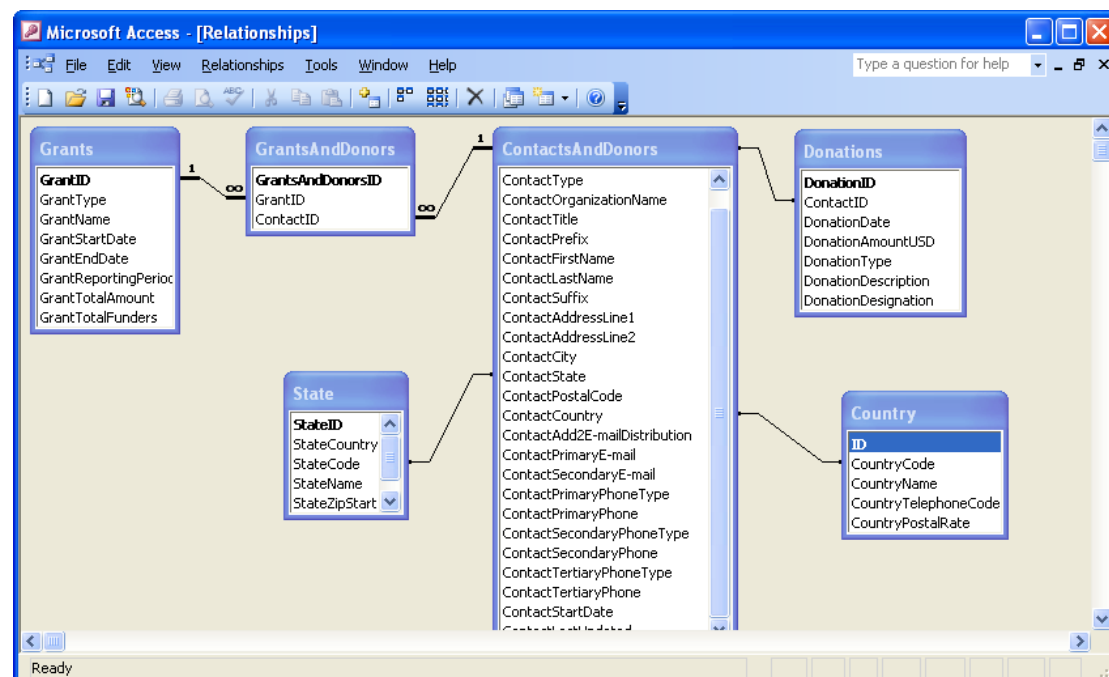 Microsoft Access - [Relationships]
File Edit View Relationships Tools Window Help Type a question for help
Grants
GrantID
GrantType
GrantName
GrantStartDate
GrantEndDate
GrantReportingPerioc
GrantTotalAmount
GrantTotalFunders
1
∞
GrantsAndDonors
GrantsAndDonorsID
GrantID
ContactID
1
∞
ContactsAndDonors
ContactType
ContactOrganizationName
ContactTitle
ContactPrefix
ContactFirstName
ContactLastName
ContactSuffix
ContactAddressLine1
ContactAddressLine2
ContactCity
ContactState
ContactPostalCode
ContactCountry
ContactAdd2E-mailDistribution
ContactPrimaryE-mail
ContactSecondaryE-mail
ContactPrimaryPhoneType
ContactPrimaryPhone
ContactSecondaryPhoneType
ContactSecondaryPhone
ContactTertiaryPhoneType
ContactTertiaryPhone
ContactStartDate
ContactLastUpdated
Donations
DonationID
ContactID
DonationDate
DonationAmountUSD
DonationType
DonationDescription
DonationDesignation
State
StateID
StateCountry
StateCode
StateName
StateZipStart
Country
ID
CountryCode
CountryName
CountryTelephoneCode
CountryPostalRate
Ready